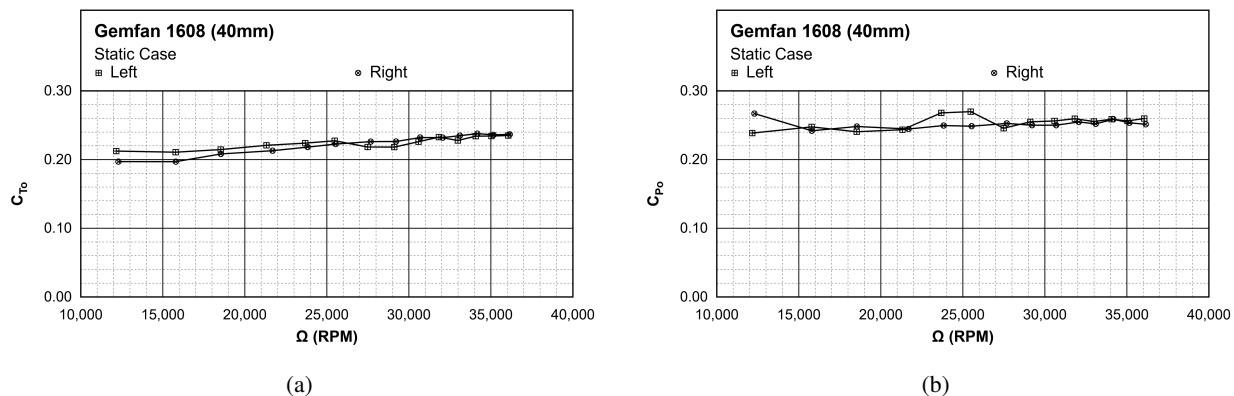 Gemfan 1608 (40mm)
Static Case
Left
Right
0.30
0.20
0.10
0.00
C_To
10,000 15,000 20,000 25,000 30,000 35,000 40,000
Ω (RPM)
(a)
Gemfan 1608 (40mm)
Static Case
Left
Right
0.30
0.20
0.10
0.00
C_Po
10,000 15,000 20,000 25,000 30,000 35,000 40,000
Ω (RPM)
(b)